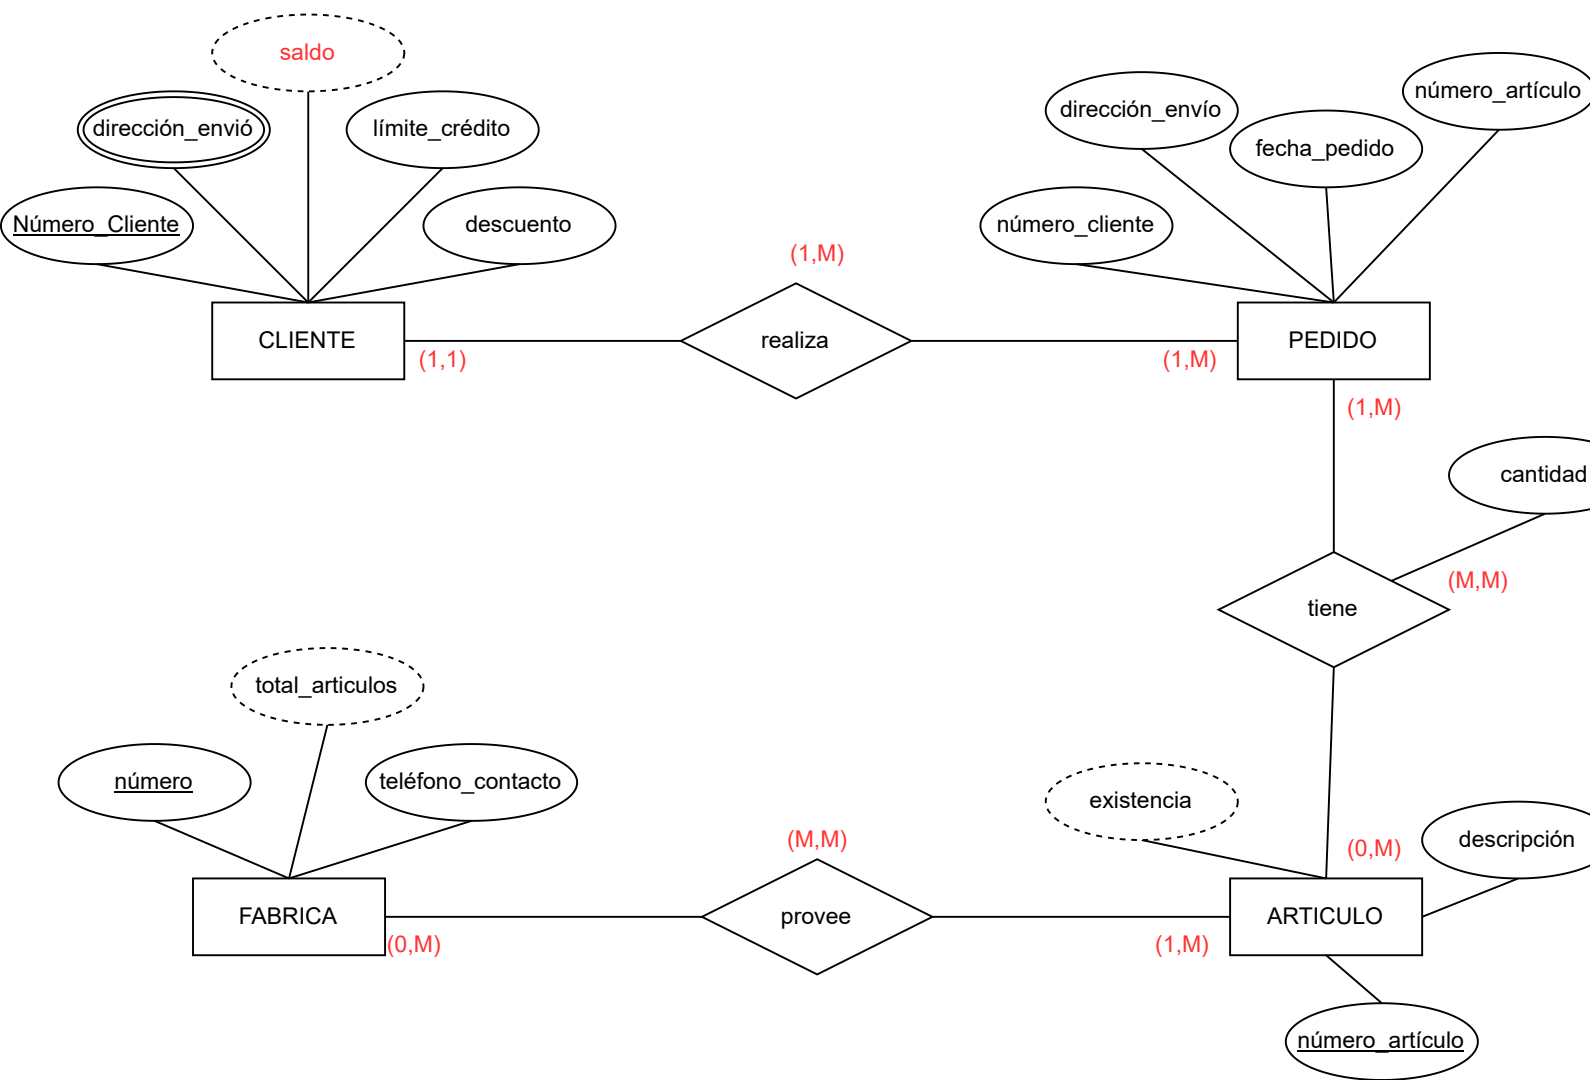 saldo
dirección_envió
límite_crédito
Número_Cliente
descuento
número_artículo
dirección_envío
fecha_pedido
número_cliente
(1,M)
CLIENTE
realiza
PEDIDO
(1,1)
(1,M)
(1,M)
cantidad
(M,M)
tiene
total_articulos
número
teléfono_contacto
existencia
(M,M)
(0,M)
descripción
FABRICA
provee
ARTICULO
(0,M)
(1,M)
número_artículo